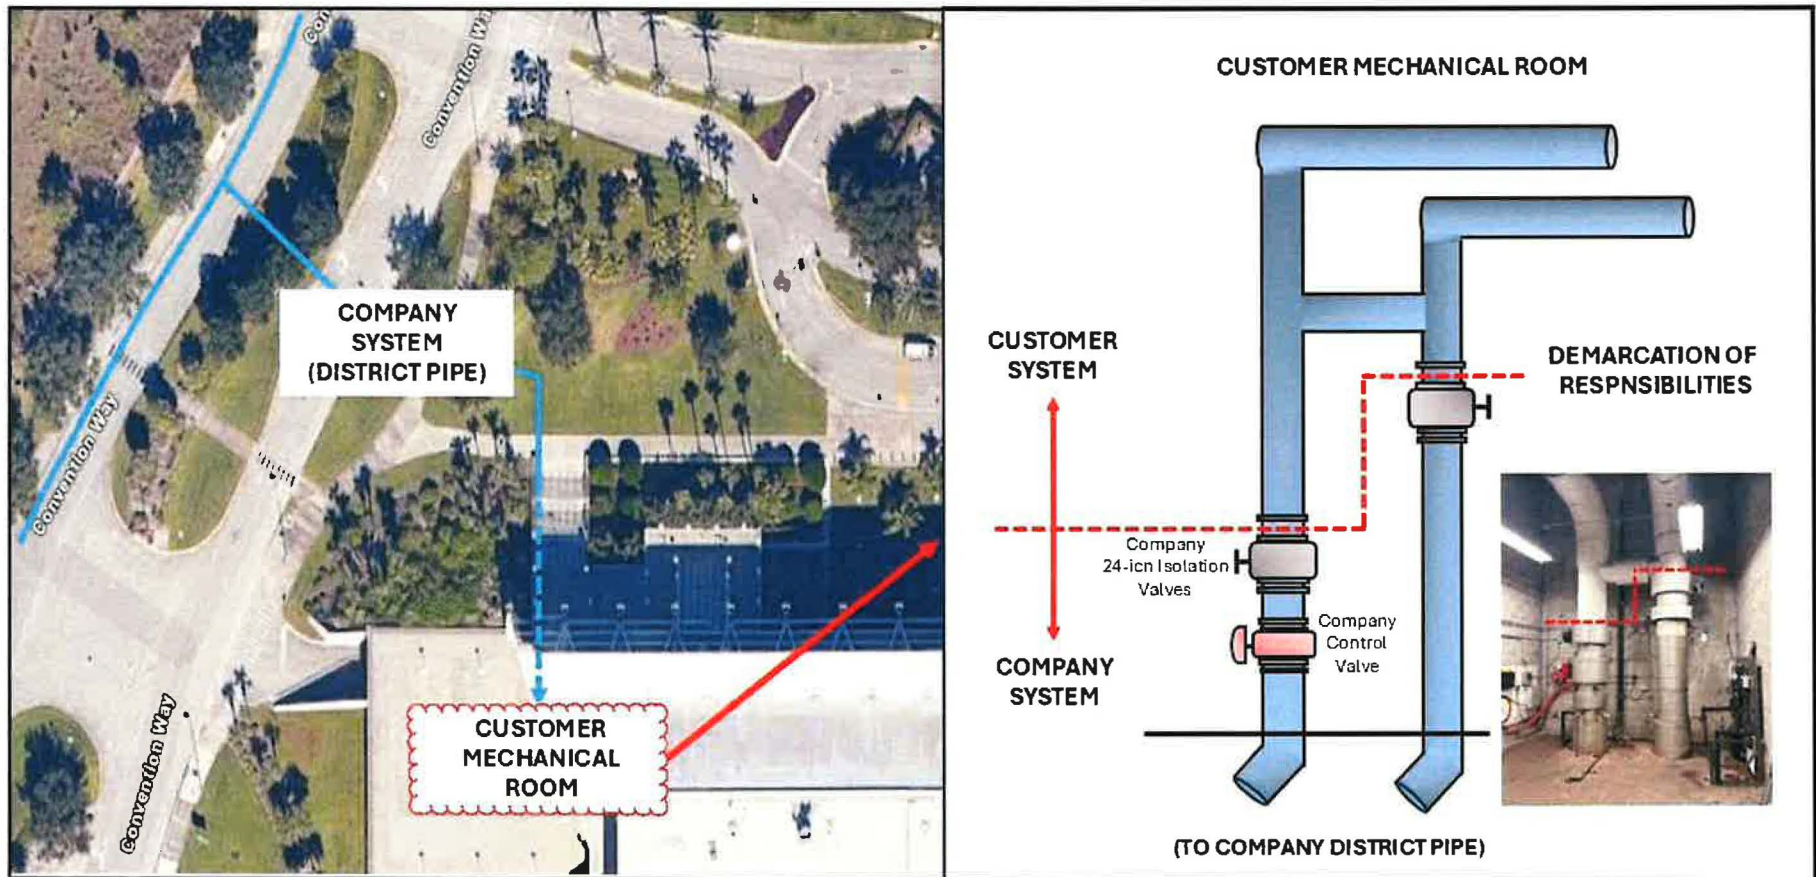 Con
Convention Way
COMPANY
SYSTEM
(DISTRICT PIPE)
Convention Way
CUSTOMER
MECHANICAL
ROOM
Convention Way
CUSTOMER MECHANICAL ROOM
CUSTOMER
SYSTEM
DEMARCATION OF
RESPNSIBILITIES
Company
24-icn Isolation
Valves
Company
Control
Valve
COMPANY
SYSTEM
(TO COMPANY DISTRICT PIPE)